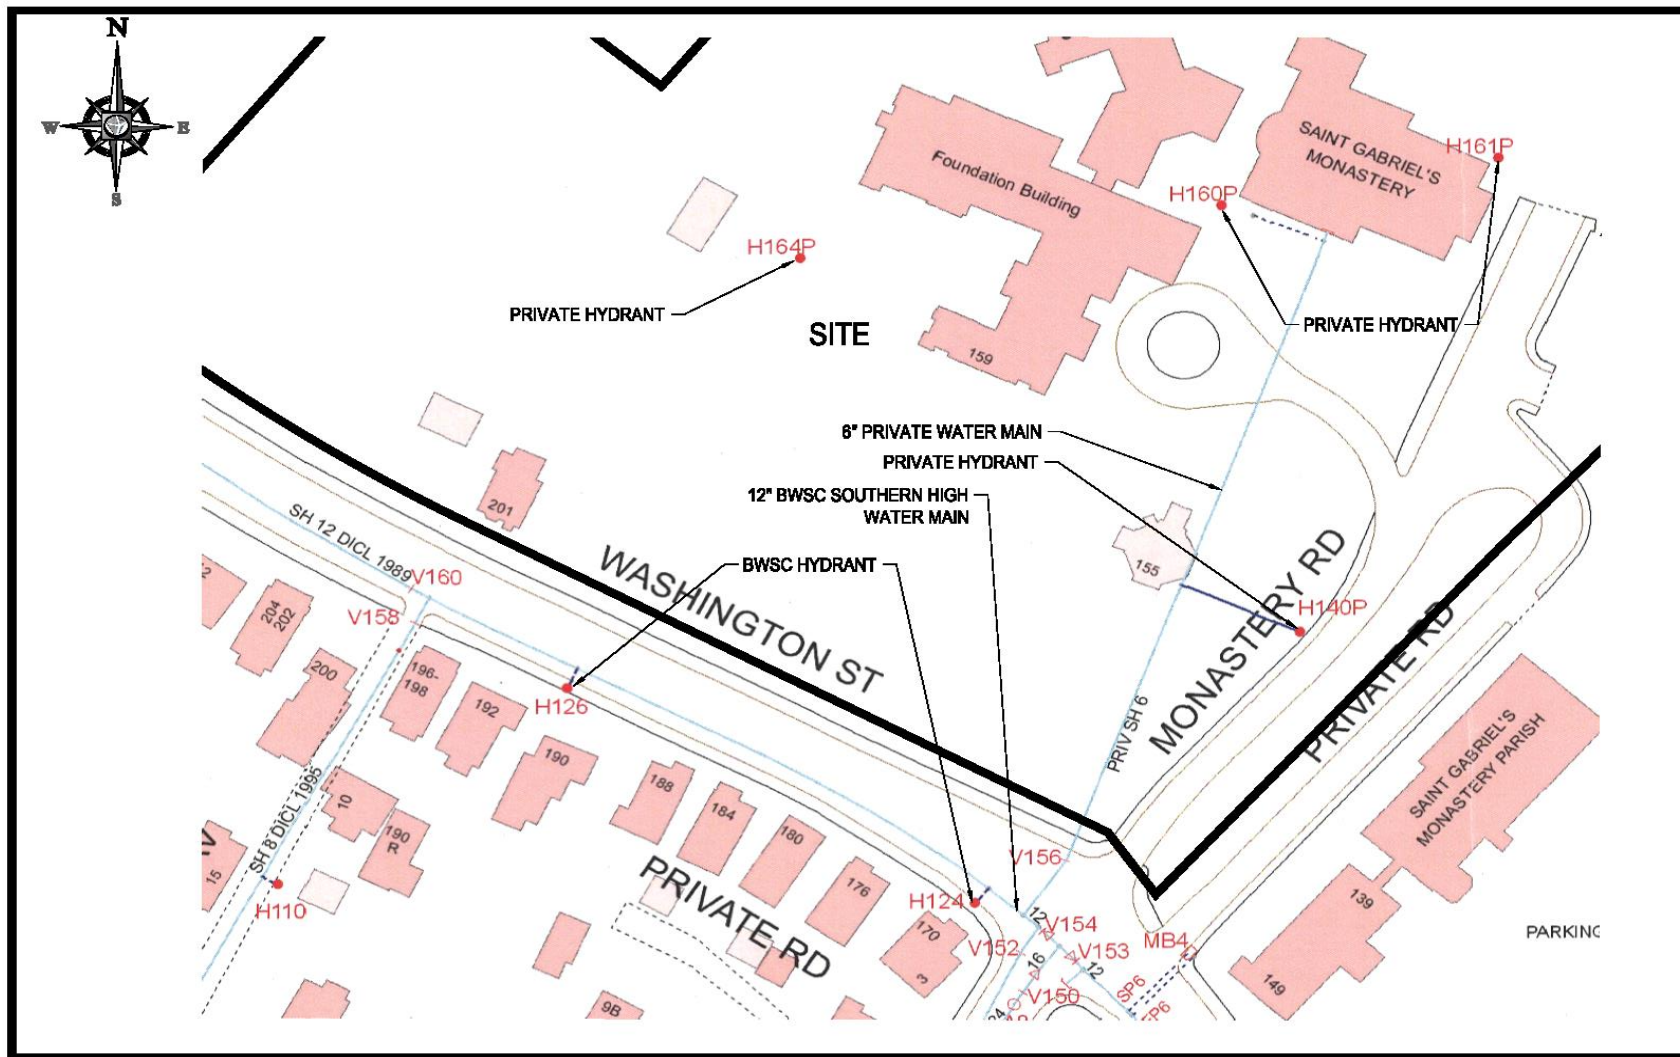 N
W
E
S
SAINT GABRIEL'S
MONASTERY
H161P
Foundation Building
H160P
H164P
PRIVATE HYDRANT
SITE
PRIVATE HYDRANT
159
6" PRIVATE WATER MAIN
PRIVATE HYDRANT
12" BWSC SOUTHERN HIGH
WATER MAIN
201
SH 12 DICL 1989
V160
WASHINGTON ST
BWSC HYDRANT
155
MONASTERY RD
H140P
PRIVATE RD
204
202
V158
200
196-
198
192
H126
190
PRIV SH 6
188
184
180
176
SAINT GABRIEL'S
MONASTERY PARISH
SH 8 DICL 1995
10
190
R
15
H110
PRIVATE RD
V156
H124
12
V154
170
3
V152
16
V153
12
MB4
139
149
PARKING
V150
SP6
24
9B